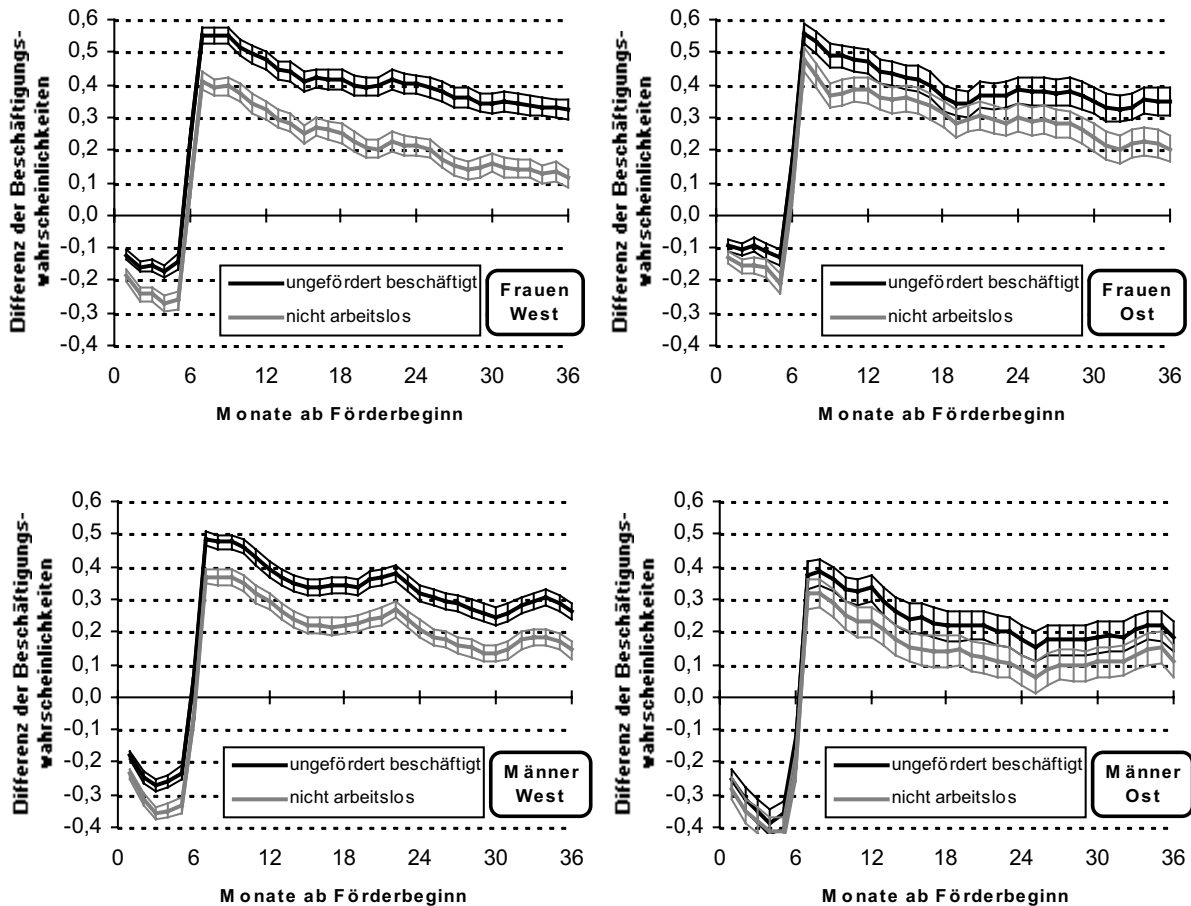 Differenz der Beschäftigungs-
wahrscheinlichkeiten
0,6
0,5
0,4
0,3
0,2
0,1
0,0
-0,1
-0,2
-0,3
-0,4
0 6 12 18 24 30 36
Monate ab Förderbeginn
ungefördert beschäftigt
nicht arbeitslos
Frauen
West
Differenz der Beschäftigungs-
wahrscheinlichkeiten
0,6
0,5
0,4
0,3
0,2
0,1
0,0
-0,1
-0,2
-0,3
-0,4
0 6 12 18 24 30 36
Monate ab Förderbeginn
ungefördert beschäftigt
nicht arbeitslos
Frauen
Ost
Differenz der Beschäftigungs-
wahrscheinlichkeiten
0,6
0,5
0,4
0,3
0,2
0,1
0,0
-0,1
-0,2
-0,3
-0,4
0 6 12 18 24 30 36
Monate ab Förderbeginn
ungefördert beschäftigt
nicht arbeitslos
Männer
West
Differenz der Beschäftigungs-
wahrscheinlichkeiten
0,6
0,5
0,4
0,3
0,2
0,1
0,0
-0,1
-0,2
-0,3
-0,4
0 6 12 18 24 30 36
Monate ab Förderbeginn
ungefördert beschäftigt
nicht arbeitslos
Männer
Ost